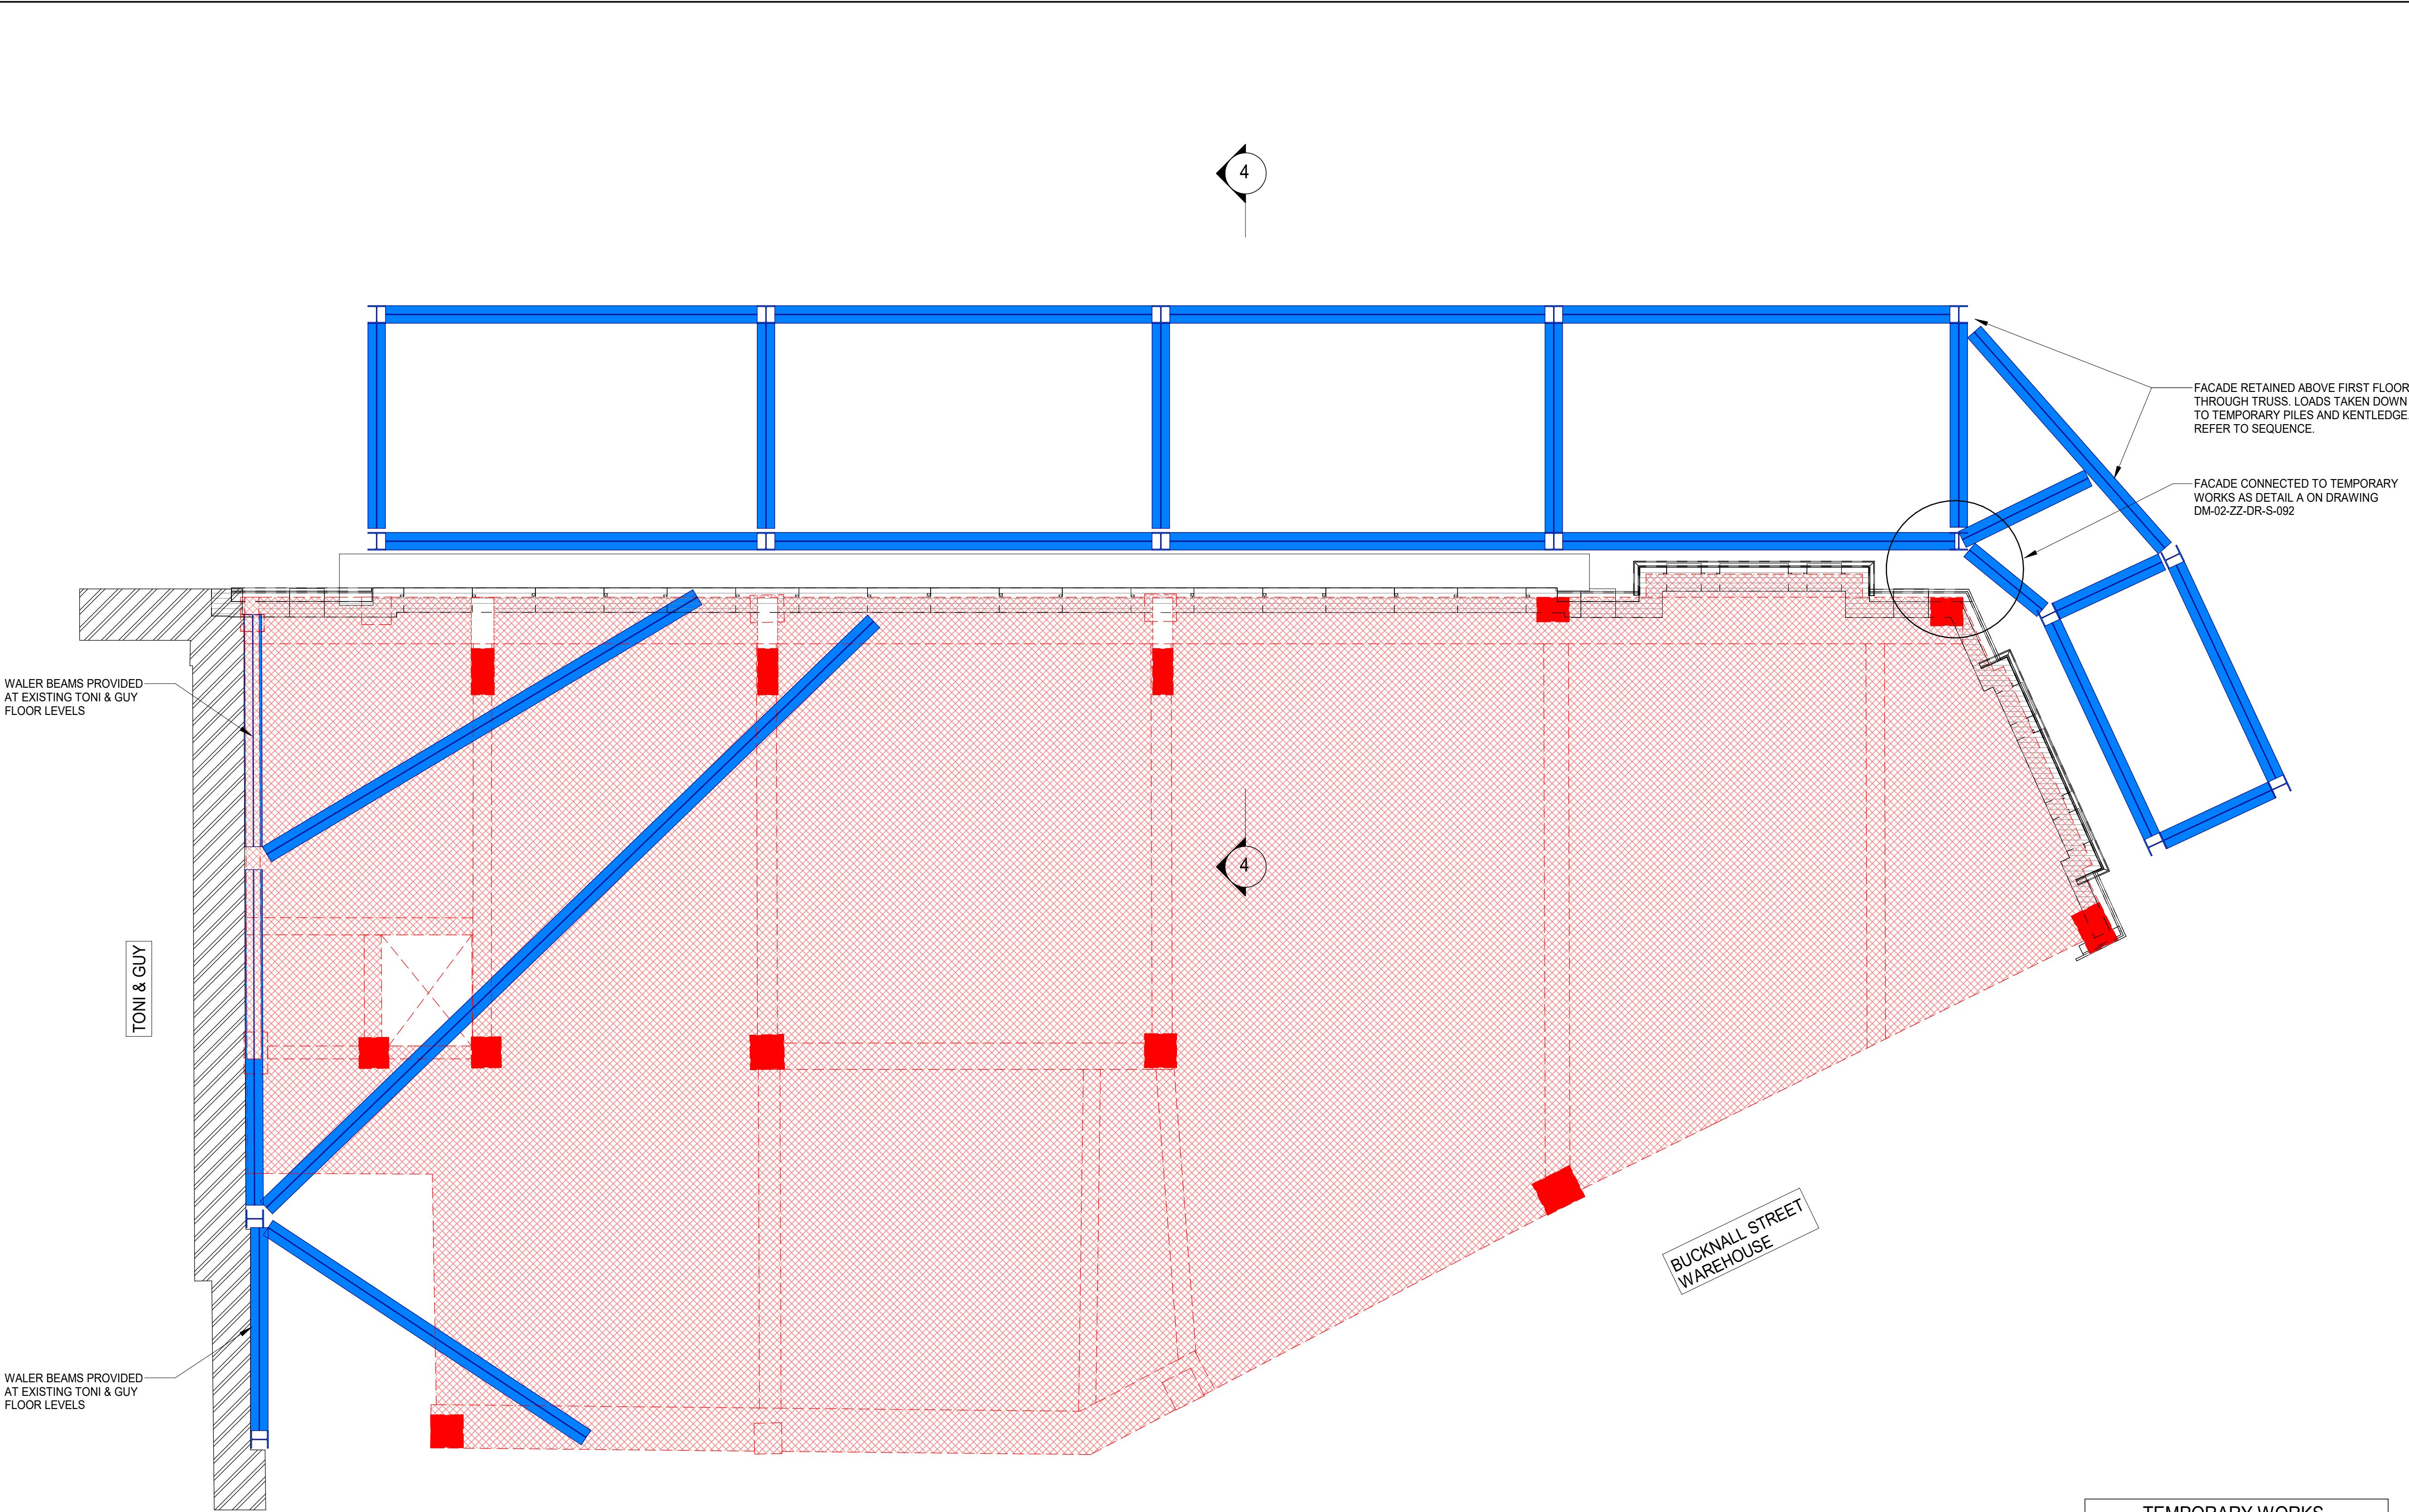 4
FACADE RETAINED ABOVE FIRST FLOOR
THROUGH TRUSS. LOADS TAKEN DOWN
TO TEMPORARY PILES AND KENTLEDGE.
REFER TO SEQUENCE.
FACADE CONNECTED TO TEMPORARY
WORKS AS DETAIL A ON DRAWING
DM-02-ZZ-DR-S-092
WALER BEAMS PROVIDED
AT EXISTING TONI & GUY
FLOOR LEVELS
4
TONI & GUY
BUCKNALL STREET
WAREHOUSE
WALER BEAMS PROVIDED
AT EXISTING TONI & GUY
FLOOR LEVELS
TEMPORARY WORKS